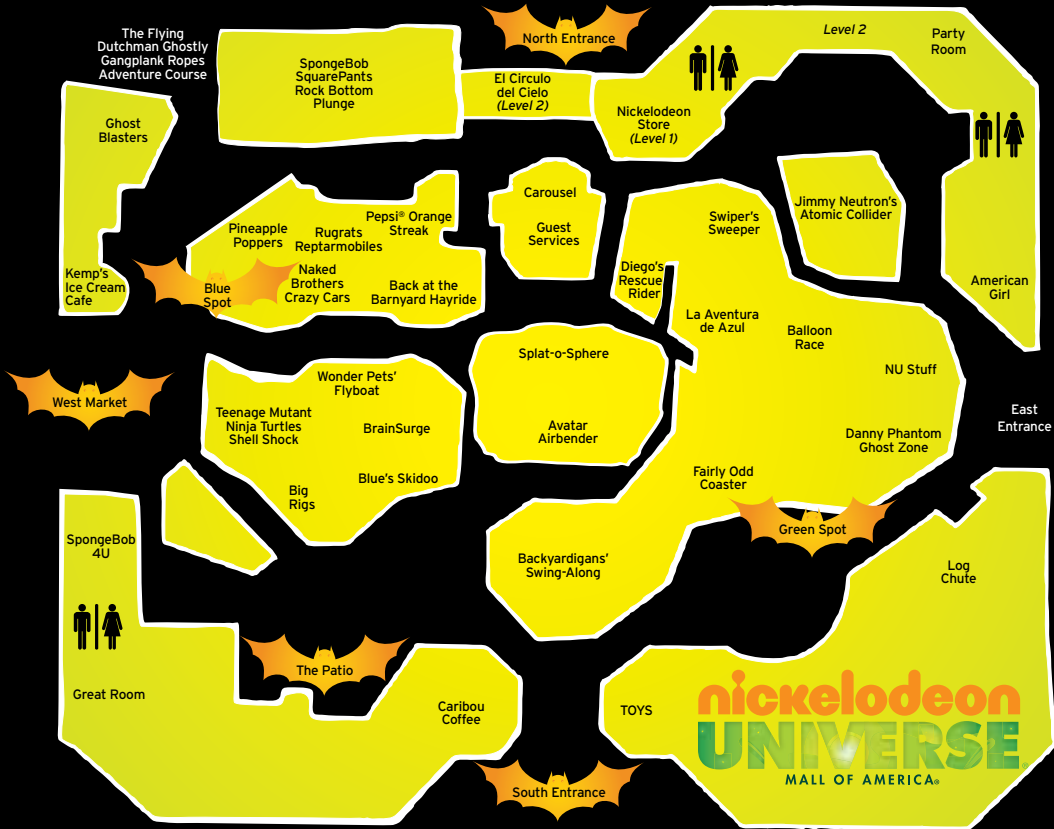 The Flying
Dutchman Ghostly
Gangplank Ropes
Adventure Course
SpongeBob
SquarePants
Rock Bottom
Plunge
North Entrance
El Circulo
del Cielo
(Level 2)
Nickelodeon
Store
(Level 1)
Level 2
Party
Room
Ghost
Blasters
Kemp's
Ice Cream
Cafe
Pineapple
Poppers
Rugrats
Reptarmobiles
Pepsi® Orange
Streak
Blue
Spot
Naked
Brothers
Crazy Cars
Back at the
Barnyard Hayride
Carousel
Guest
Services
Swiper's
Sweeper
Diego's
Rescue
Rider
Jimmy Neutron's
Atomic Collider
American
Girl
La Aventura
de Azul
Balloon
Race
NU Stuff
Danny Phantom
Ghost Zone
East
Entrance
West Market
Wonder Pets'
Flyboat
Teenage Mutant
Ninja Turtles
Shell Shock
BrainSurge
Blue's Skidoo
Big
Rigs
Splat-o-Sphere
Avatar
Airbender
Fairly Odd
Coaster
Green Spot
Backyardigans'
Swing-Along
Log
Chute
SpongeBob
4U
Great Room
The Patio
Caribou
Coffee
South Entrance
TOYS
nickelodeon
UNIVERSE®
MALL OF AMERICA®